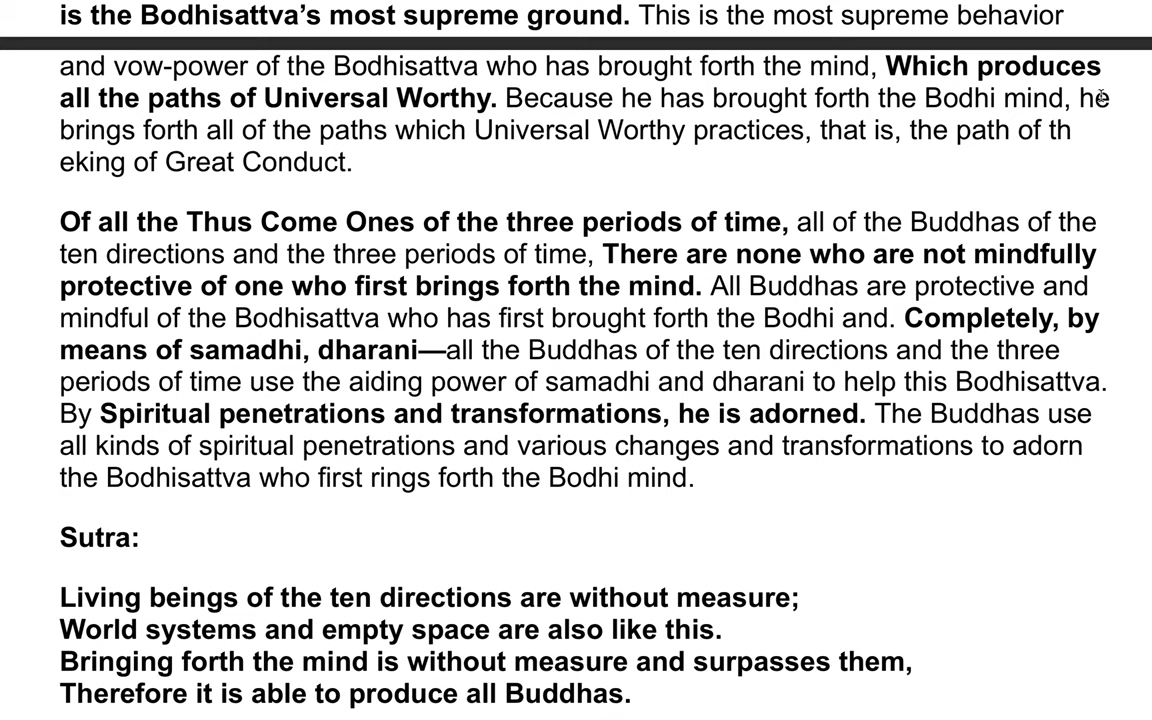 is the Bodhisattva’s most supreme ground. This is the most supreme behavior
and vow-power of the Bodhisattva who has brought forth the mind, Which produces
all the paths of Universal Worthy. Because he has brought forth the Bodhi mind, he
brings forth all of the paths which Universal Worthy practices, that is, the path of th
eking of Great Conduct.
Of all the Thus Come Ones of the three periods of time, all of the Buddhas of the
ten directions and the three periods of time, There are none who are not mindfully
protective of one who first brings forth the mind. All Buddhas are protective and
mindful of the Bodhisattva who has first brought forth the Bodhi and. Completely, by
means of samadhi, dharani—all the Buddhas of the ten directions and the three
periods of time use the aiding power of samadhi and dharani to help this Bodhisattva.
By Spiritual penetrations and transformations, he is adorned. The Buddhas use
all kinds of spiritual penetrations and various changes and transformations to adorn
the Bodhisattva who first rings forth the Bodhi mind.
Sutra:
Living beings of the ten directions are without measure;
World systems and empty space are also like this.
Bringing forth the mind is without measure and surpasses them,
Therefore it is able to produce all Buddhas.